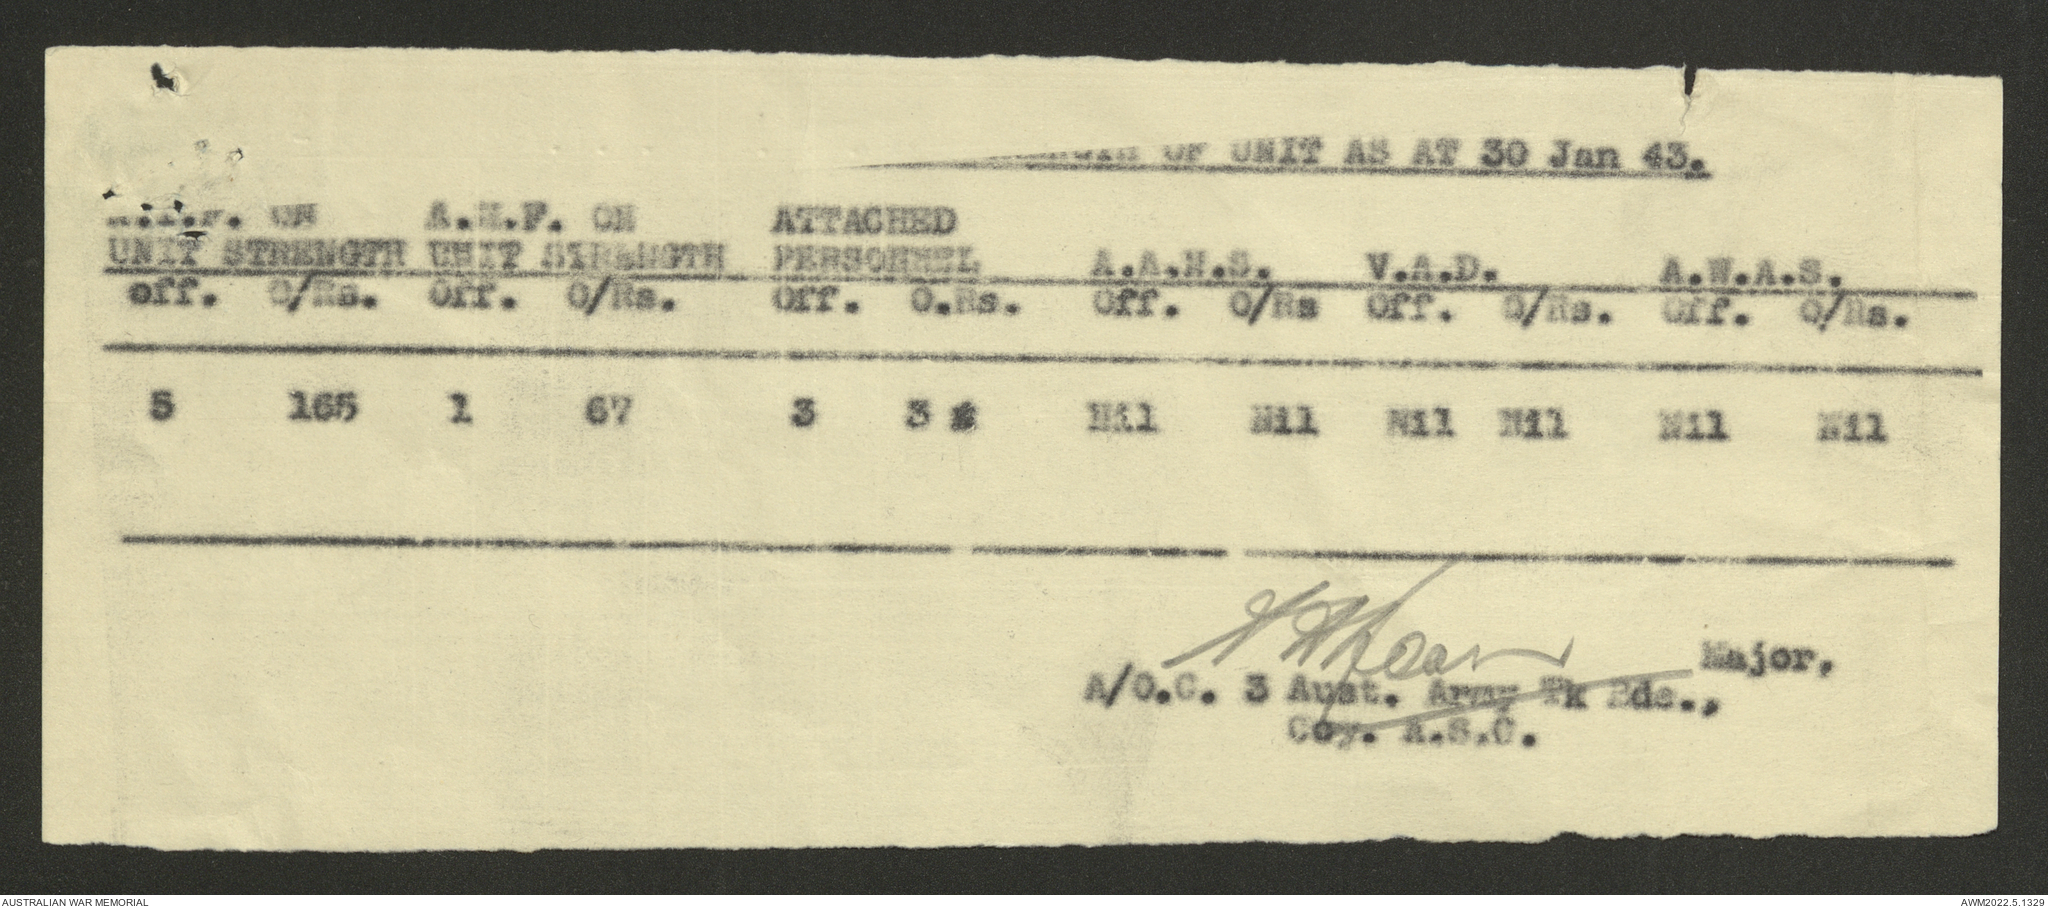 OF UNIT AS AT 30 Jan 43.
A.I.F. ON A.M.F. ON ATTACHED
UNIT STRENGTH UNIT STRENGTH PERSONNEL A.A.N.S. V.A.D. A.W.A.S.
Off. O/Rs. Off. O/Rs. Off. O.Rs. Off. O/Rs Off. O/Rs. Off. O/Rs.
5 165 1 67 3 3 Nil Nil Nil Nil Nil Nil
Major,
A/O.C. 3 Aust. Army Tk Bde.,
Coy. A.S.C.
AUSTRALIAN WAR MEMORIAL AWM2022.5.1329